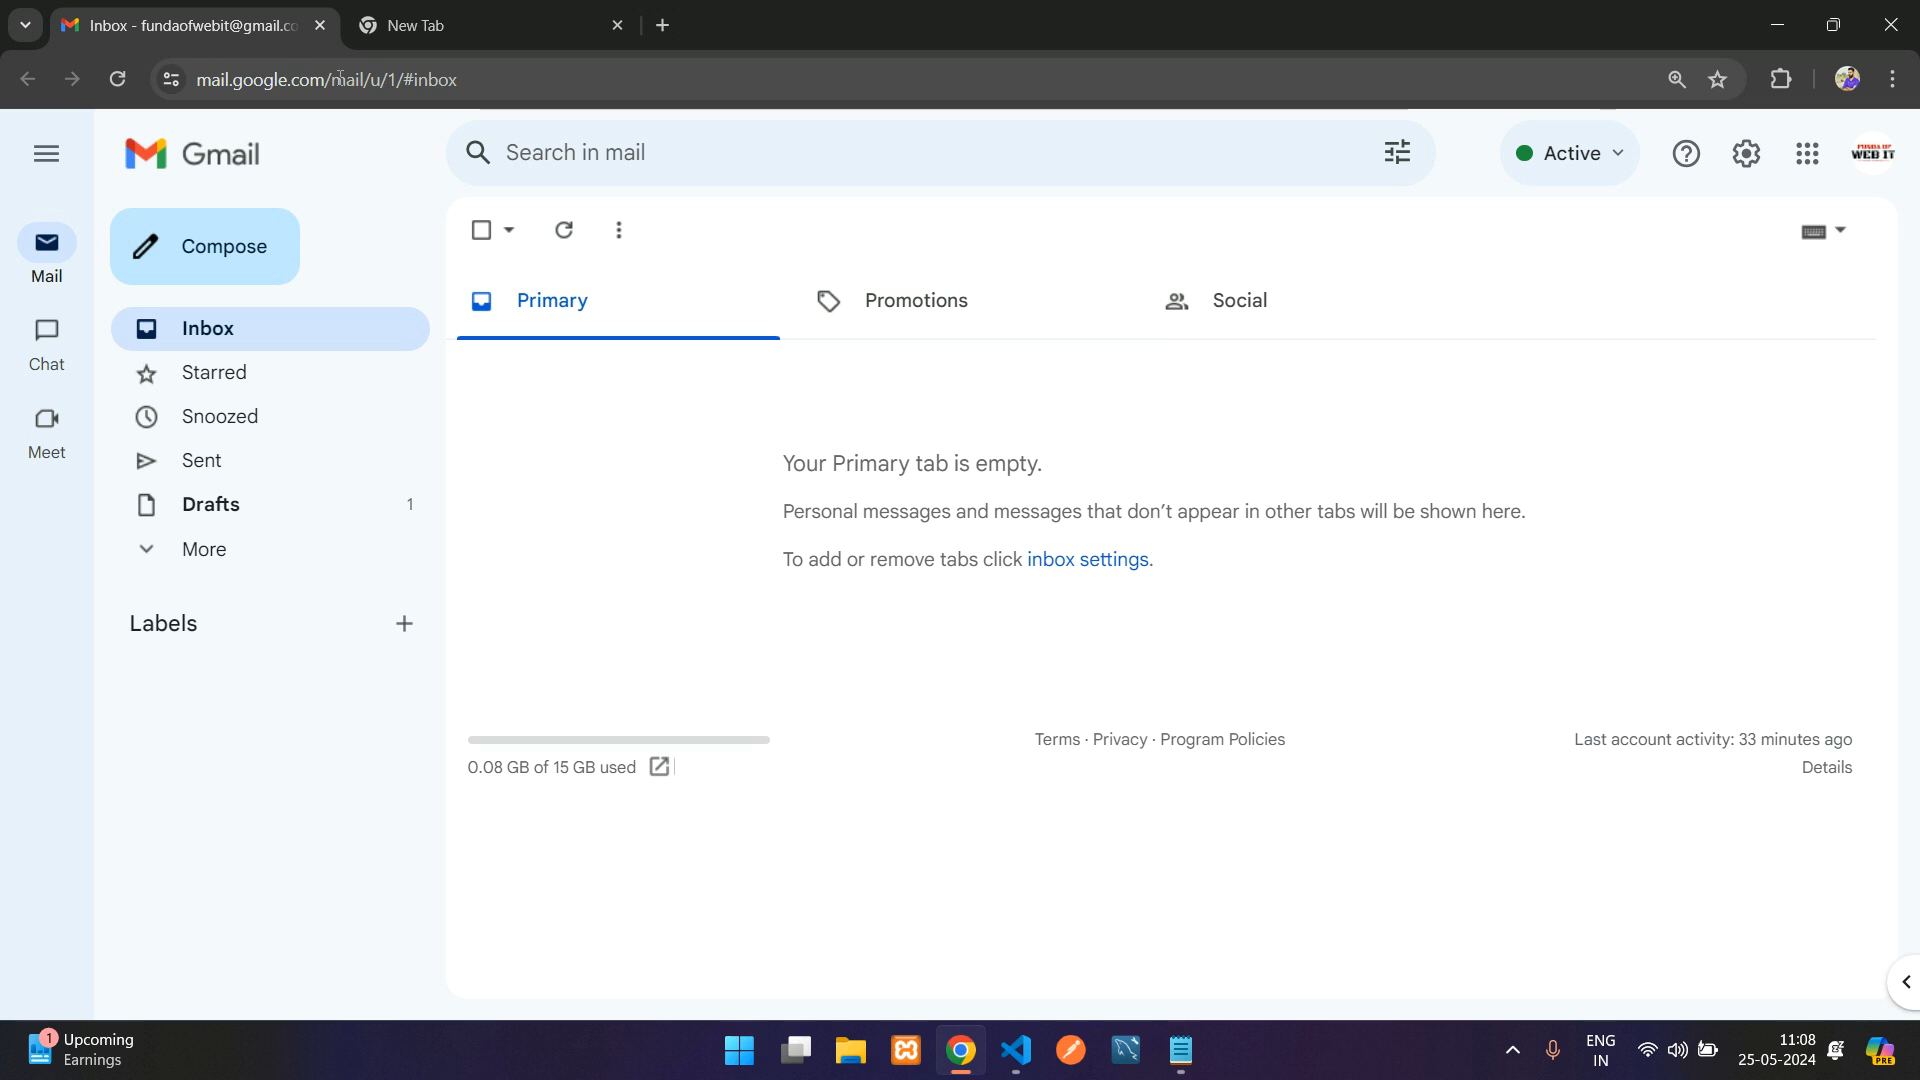 Inbox - fundaofwebit@gmail.co
New Tab
mail.google.com/mail/u/1/#inbox
Gmail
Search in mail
Active
WEB IT
Compose
Mail
Primary
Promotions
Social
Inbox
Chat
Starred
Snoozed
Meet
Sent
Your Primary tab is empty.
Drafts 1
Personal messages and messages that don't appear in other tabs will be shown here.
More
To add or remove tabs click inbox settings.
Labels
0.08 GB of 15 GB used
Terms · Privacy · Program Policies
Last account activity: 33 minutes ago
Details
1
Upcoming
Earnings
ENG
IN
11:08
25-05-2024
PRE